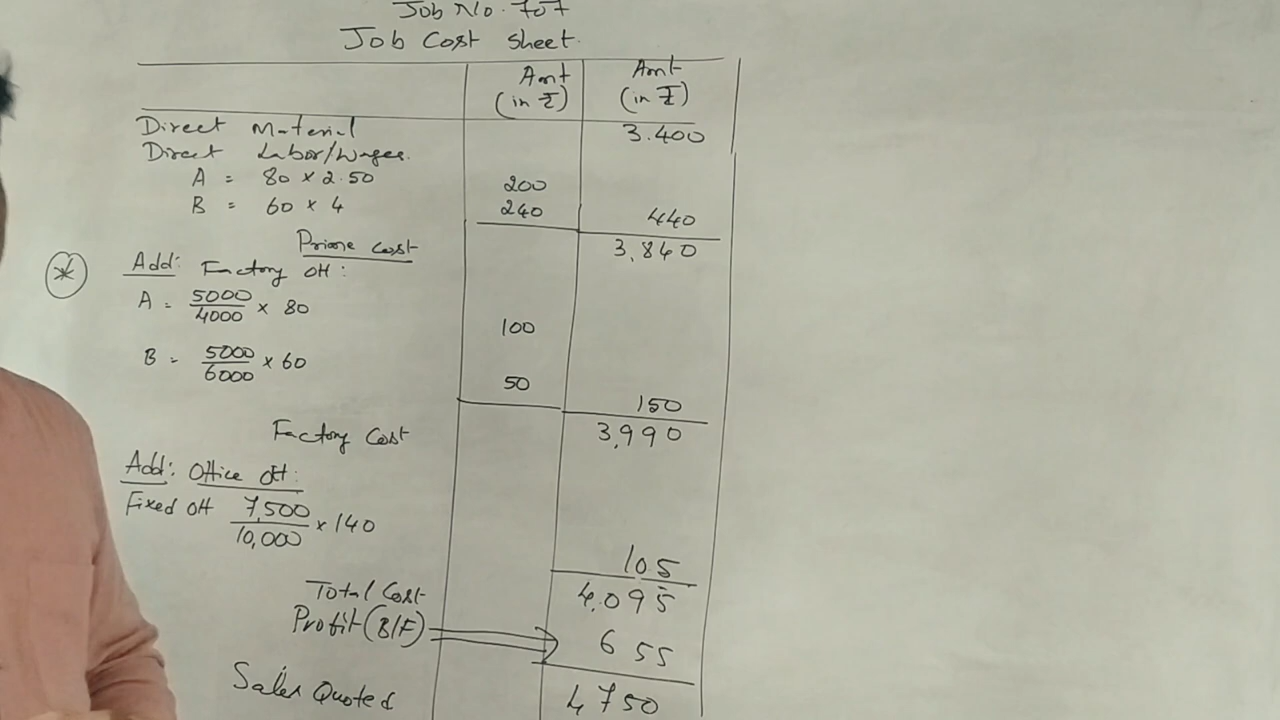 Job No. 707
Job Cost Sheet.
Amt Amt
(in ₹) (in ₹)
Direct Material 3.400
Direct Labor/Wages.
A = 80 × 2.50 200
B = 60 × 4 240 440
Prime Cost 3,840
* Add: Factory OH :
A = 5000/4000 × 80 100
B = 5000/6000 × 60 50 150
Factory Cost 3,990
Add: Office OH:
Fixed OH 7,500/10,000 × 140 105
Total Cost 4,095
Profit (B/F) 655
Sales Quoted 4750